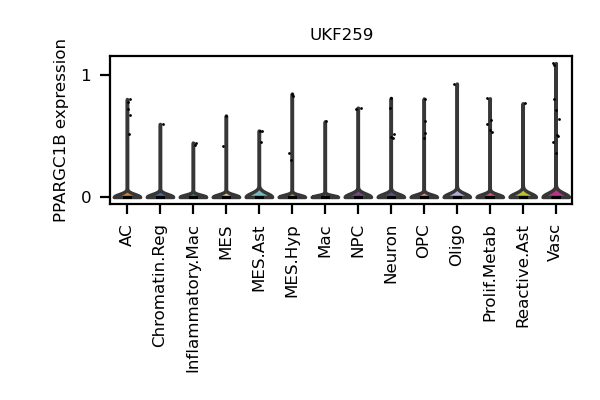 UKF259
PPARGC1B expression
1
0
AC
Chromatin.Reg
Inflammatory.Mac
MES
MES.Ast
MES.Hyp
Mac
NPC
Neuron
OPC
Oligo
Prolif.Metab
Reactive.Ast
Vasc